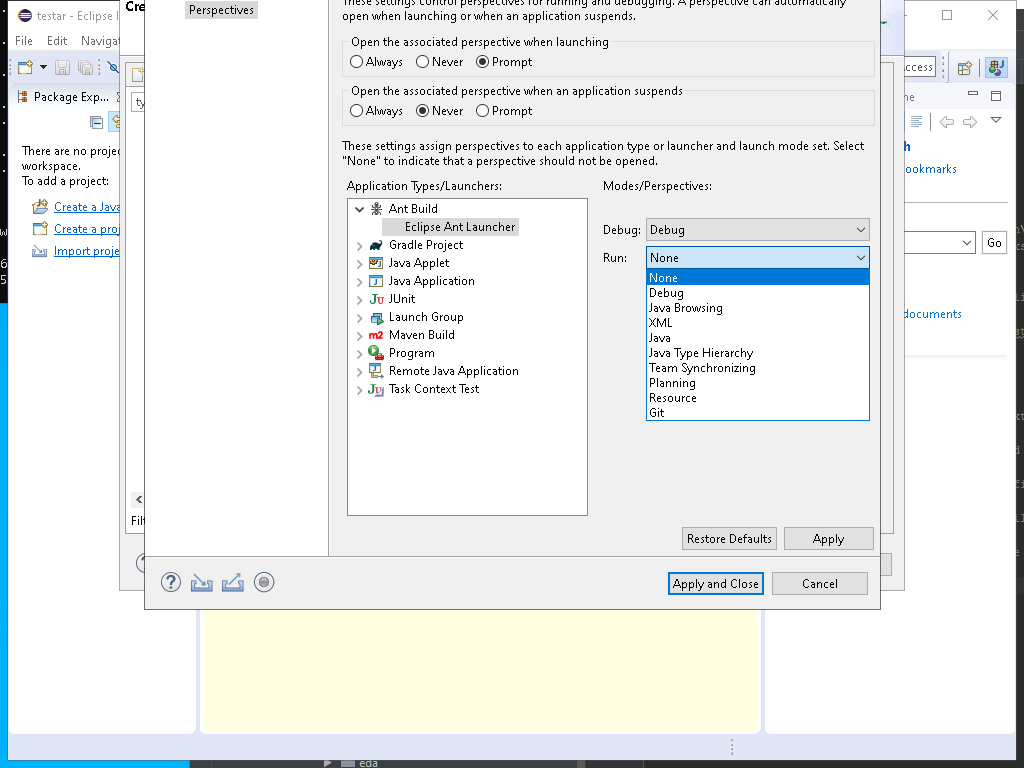 testar - Eclipse I
Cre
File Edit Navigat
Perspectives
These settings control perspectives for running and debugging. A perspective can automatically
open when launching or when an application suspends.
Open the associated perspective when launching
Always Never Prompt
Open the associated perspective when an application suspends
Always Never Prompt
These settings assign perspectives to each application type or launcher and launch mode set. Select
"None" to indicate that a perspective should not be opened.
Application Types/Launchers:
Modes/Perspectives:
Ant Build
Eclipse Ant Launcher
Gradle Project
Java Applet
Java Application
JUnit
Launch Group
Maven Build
Program
Remote Java Application
Task Context Test
Debug: Debug
Run: None
None
Debug
Java Browsing
XML
Java
Java Type Hierarchy
Team Synchronizing
Planning
Resource
Git
Restore Defaults Apply
Apply and Close Cancel
Package Exp...
There are no proje
workspace.
To add a project:
Create a Java
Create a proj
Import proje
ty
Filt
ccess
ne
h
ookmarks
Go
documents
eda